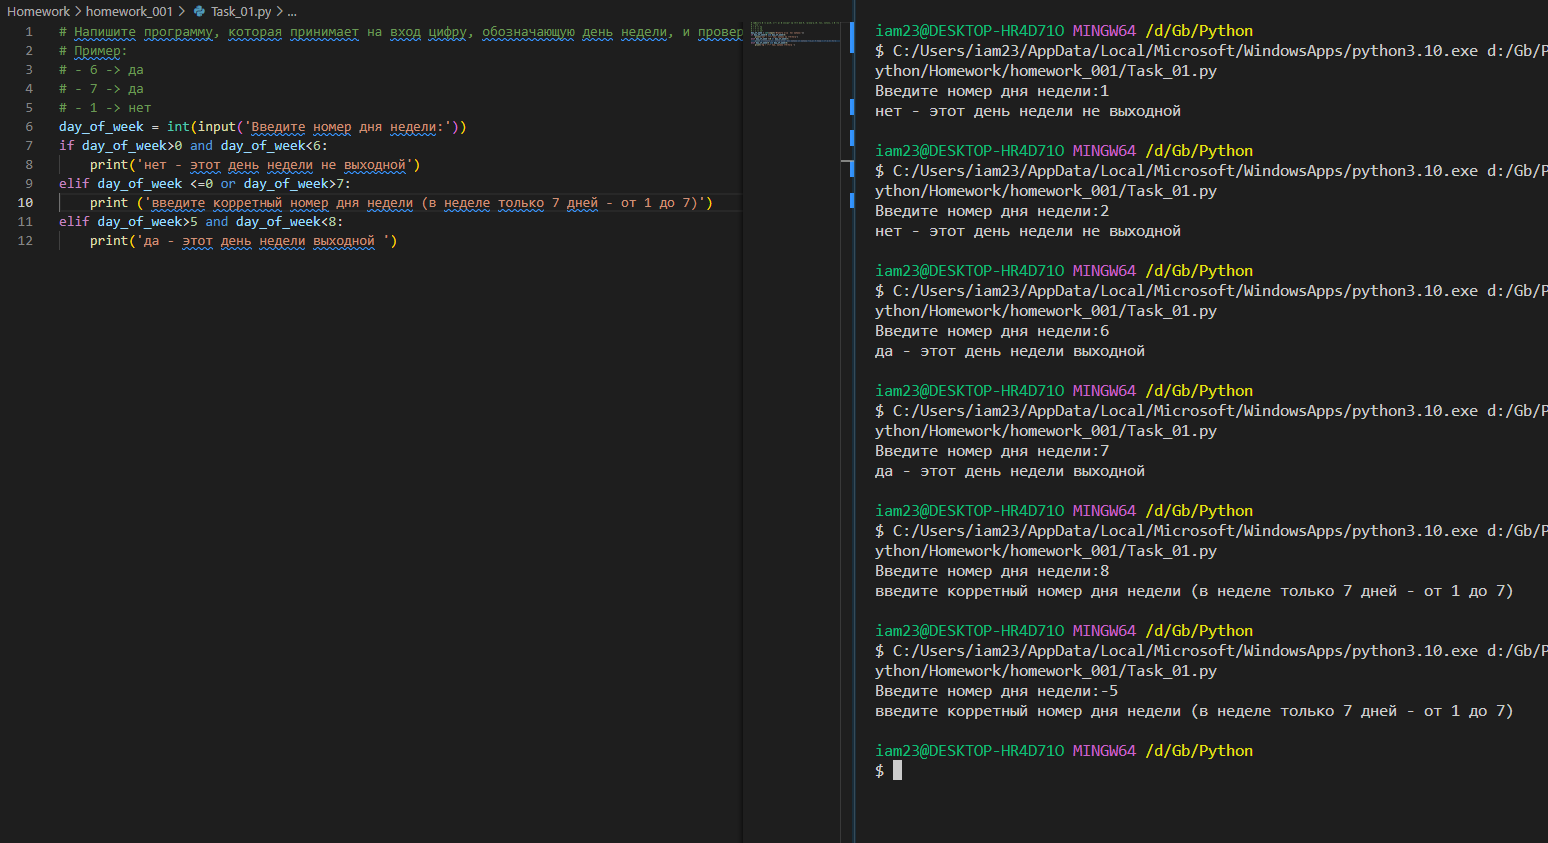 Homework > homework_001 > Task_01.py > ...
1 # Напишите программу, которая принимает на вход цифру, обозначающую день недели, и провер
2 # Пример:
3 # - 6 -> да
4 # - 7 -> да
5 # - 1 -> нет
6 day_of_week = int(input('Введите номер дня недели:'))
7 if day_of_week>0 and day_of_week<6:
8     print('нет - этот день недели не выходной')
9 elif day_of_week <=0 or day_of_week>7:
10     print ('введите корретный номер дня недели (в неделе только 7 дней - от 1 до 7)')
11 elif day_of_week>5 and day_of_week<8:
12     print('да - этот день недели выходной ')
iam23@DESKTOP-HR4D71O MINGW64 /d/Gb/Python
$ C:/Users/iam23/AppData/Local/Microsoft/WindowsApps/python3.10.exe d:/Gb/P
ython/Homework/homework_001/Task_01.py
Введите номер дня недели:1
нет - этот день недели не выходной
iam23@DESKTOP-HR4D71O MINGW64 /d/Gb/Python
$ C:/Users/iam23/AppData/Local/Microsoft/WindowsApps/python3.10.exe d:/Gb/P
ython/Homework/homework_001/Task_01.py
Введите номер дня недели:2
нет - этот день недели не выходной
iam23@DESKTOP-HR4D71O MINGW64 /d/Gb/Python
$ C:/Users/iam23/AppData/Local/Microsoft/WindowsApps/python3.10.exe d:/Gb/P
ython/Homework/homework_001/Task_01.py
Введите номер дня недели:6
да - этот день недели выходной
iam23@DESKTOP-HR4D71O MINGW64 /d/Gb/Python
$ C:/Users/iam23/AppData/Local/Microsoft/WindowsApps/python3.10.exe d:/Gb/P
ython/Homework/homework_001/Task_01.py
Введите номер дня недели:7
да - этот день недели выходной
iam23@DESKTOP-HR4D71O MINGW64 /d/Gb/Python
$ C:/Users/iam23/AppData/Local/Microsoft/WindowsApps/python3.10.exe d:/Gb/P
ython/Homework/homework_001/Task_01.py
Введите номер дня недели:8
введите корретный номер дня недели (в неделе только 7 дней - от 1 до 7)
iam23@DESKTOP-HR4D71O MINGW64 /d/Gb/Python
$ C:/Users/iam23/AppData/Local/Microsoft/WindowsApps/python3.10.exe d:/Gb/P
ython/Homework/homework_001/Task_01.py
Введите номер дня недели:-5
введите корретный номер дня недели (в неделе только 7 дней - от 1 до 7)
iam23@DESKTOP-HR4D71O MINGW64 /d/Gb/Python
$